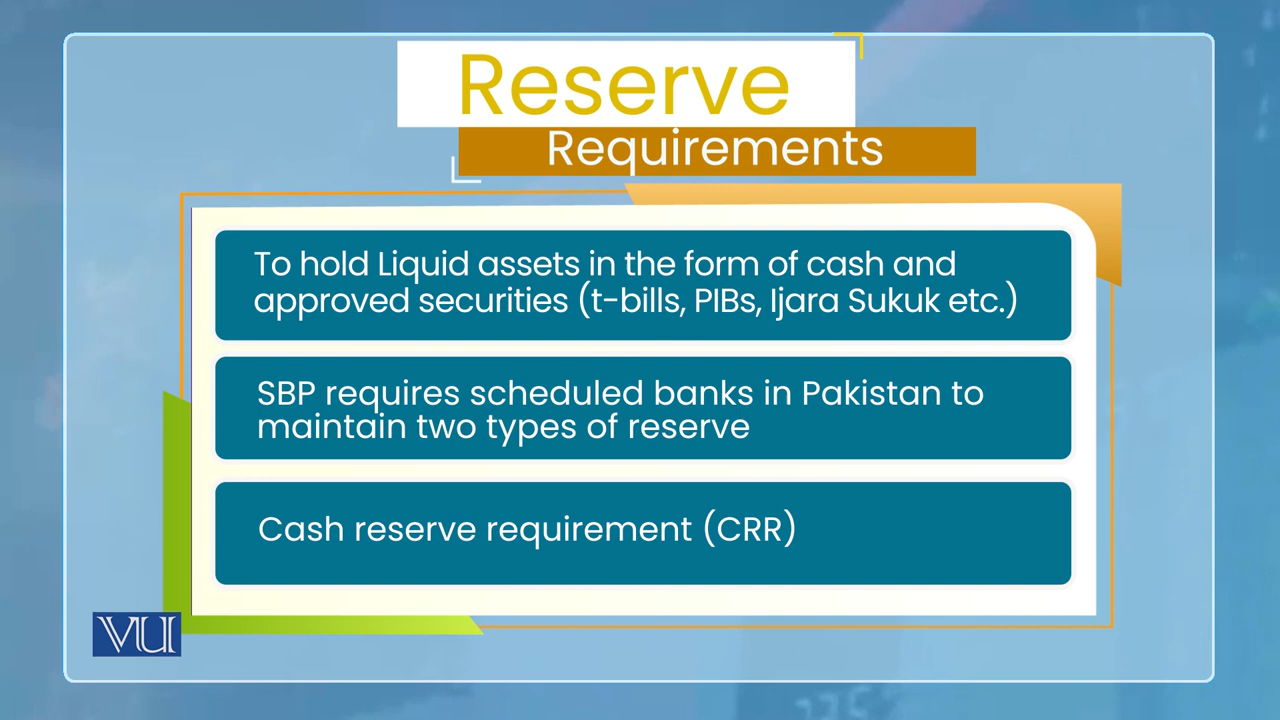 Reserve
Requirements
To hold Liquid assets in the form of cash and
approved securities (t-bills, PIBs, Ijara Sukuk etc.)
SBP requires scheduled banks in Pakistan to
maintain two types of reserve
Cash reserve requirement (CRR)
VU